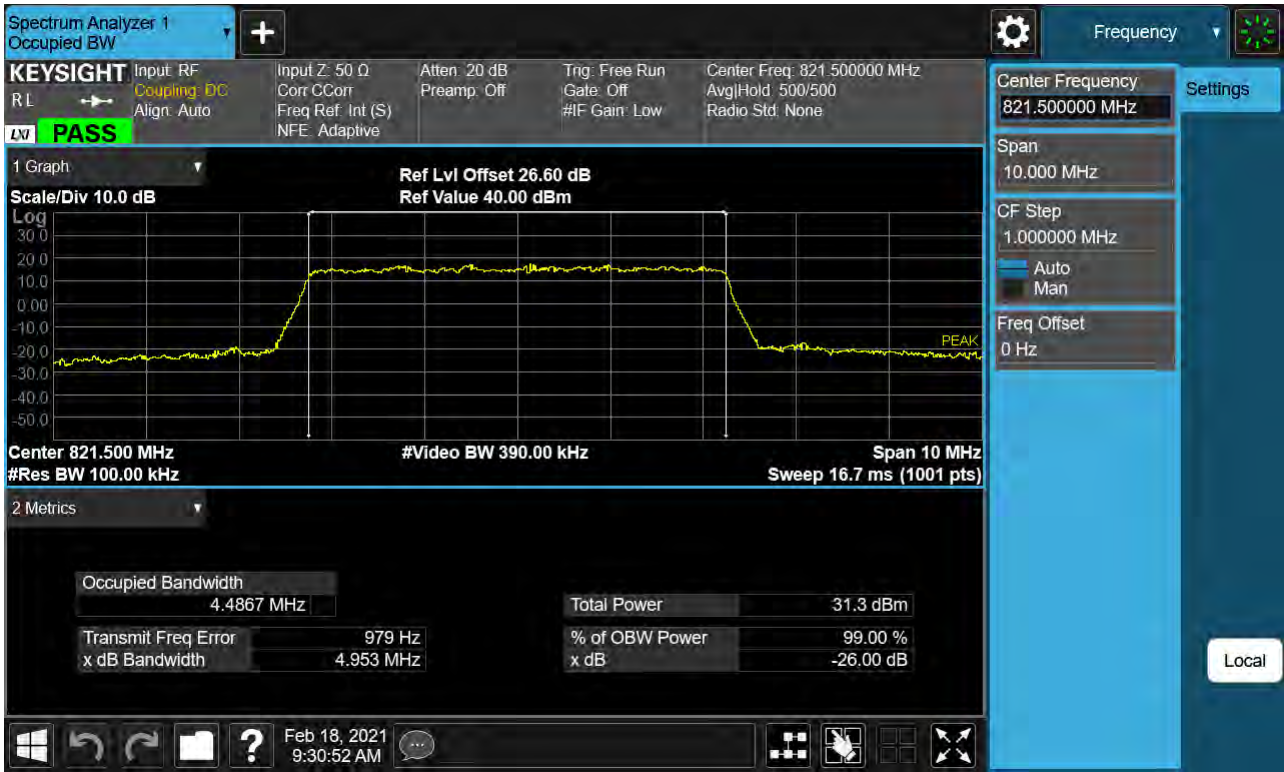 Spectrum Analyzer 1
Occupied BW
Frequency
KEYSIGHT
R L
LXI
PASS
Input: RF
Coupling: DC
Align: Auto
Input Z: 50 Ω
Corr CCorr
Freq Ref: Int (S)
NFE: Adaptive
Atten: 20 dB
Preamp: Off
Trig: Free Run
Gate: Off
#IF Gain: Low
Center Freq: 821.500000 MHz
Avg|Hold: 500/500
Radio Std: None
Center Frequency
821.500000 MHz
Settings
Span
10.000 MHz
CF Step
1.000000 MHz
Auto
Man
Freq Offset
0 Hz
Local
1 Graph
Scale/Div 10.0 dB
Ref Lvl Offset 26.60 dB
Ref Value 40.00 dBm
Log
30.0
20.0
10.0
0.00
-10.0
-20.0
-30.0
-40.0
-50.0
PEAK
Center 821.500 MHz
#Video BW 390.00 kHz
Span 10 MHz
#Res BW 100.00 kHz
Sweep 16.7 ms (1001 pts)
2 Metrics
Occupied Bandwidth
4.4867 MHz
Total Power 31.3 dBm
Transmit Freq Error 979 Hz
% of OBW Power 99.00 %
x dB Bandwidth 4.953 MHz
x dB -26.00 dB
?
Feb 18, 2021
9:30:52 AM